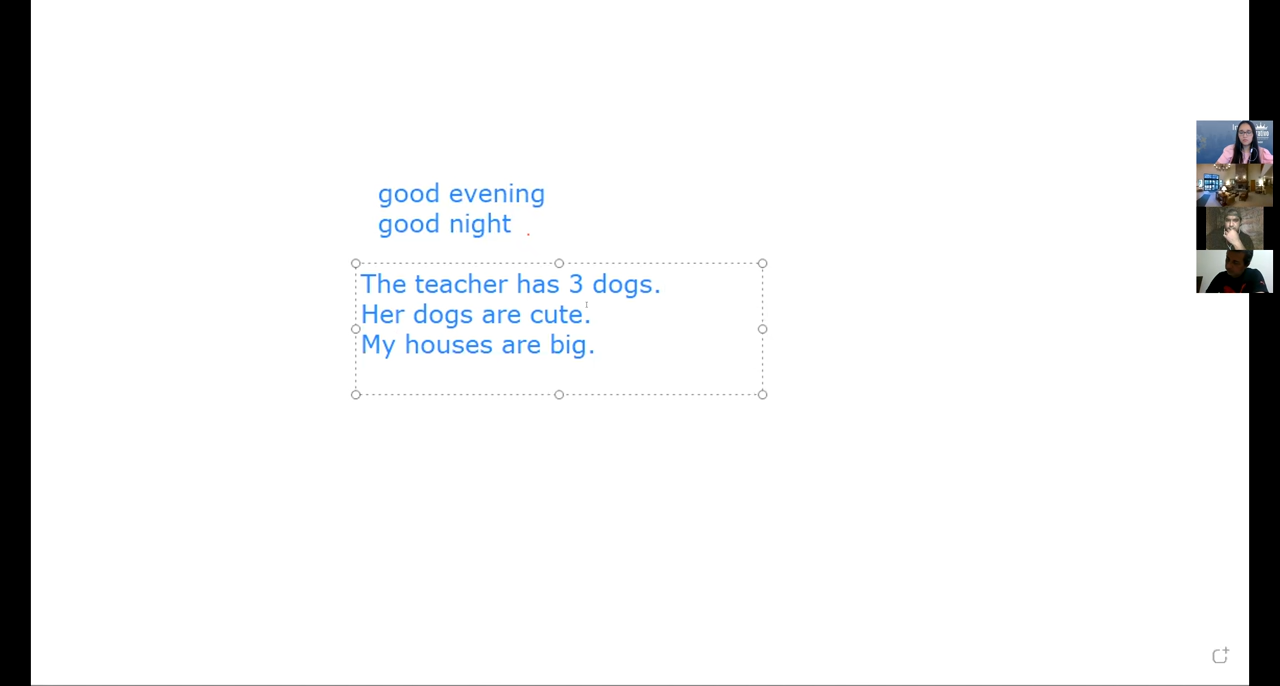 good evening
good night
The teacher has 3 dogs.
Her dogs are cute.
My houses are big.